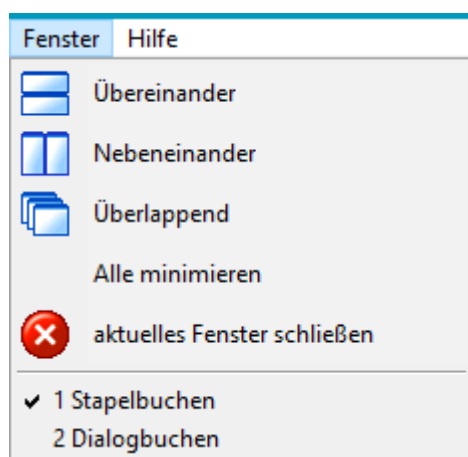 Fenster Hilfe
Übereinander
Nebeneinander
Überlappend
Alle minimieren
aktuelles Fenster schließen
✔ 1 Stapelbuchen
2 Dialogbuchen